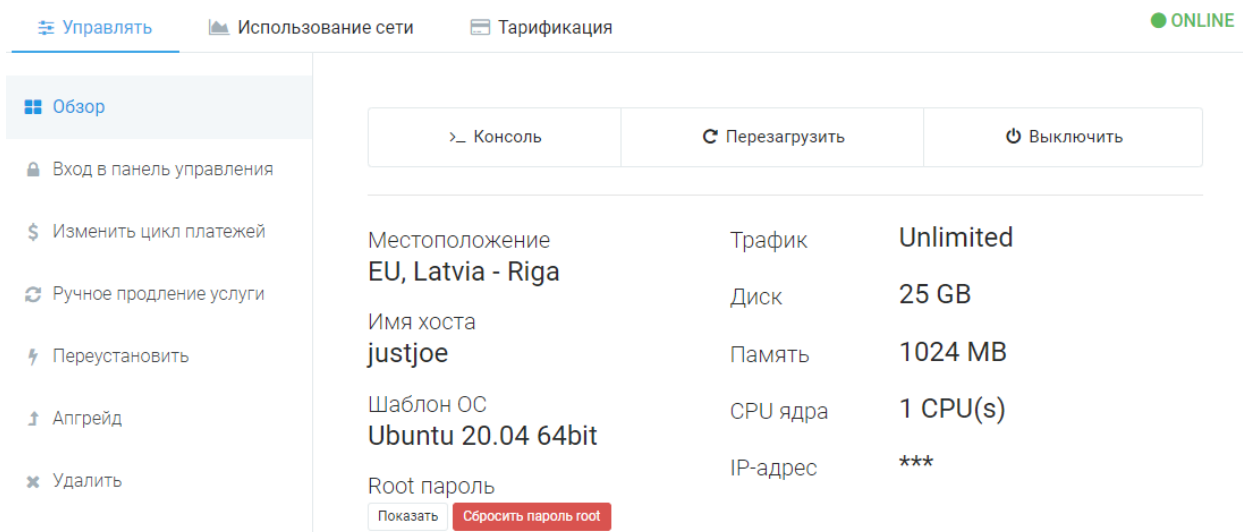 Управлять
Использование сети
Тарификация
ONLINE
Обзор
Вход в панель управления
Изменить цикл платежей
Ручное продление услуги
Переустановить
Апгрейд
Удалить
>_ Консоль
Перезагрузить
Выключить
Местоположение
EU, Latvia - Riga
Имя хоста
justjoe
Шаблон ОС
Ubuntu 20.04 64bit
Root пароль
Показать
Сбросить пароль root
Трафик Unlimited
Диск 25 GB
Память 1024 MB
CPU ядра 1 CPU(s)
IP-адрес ***